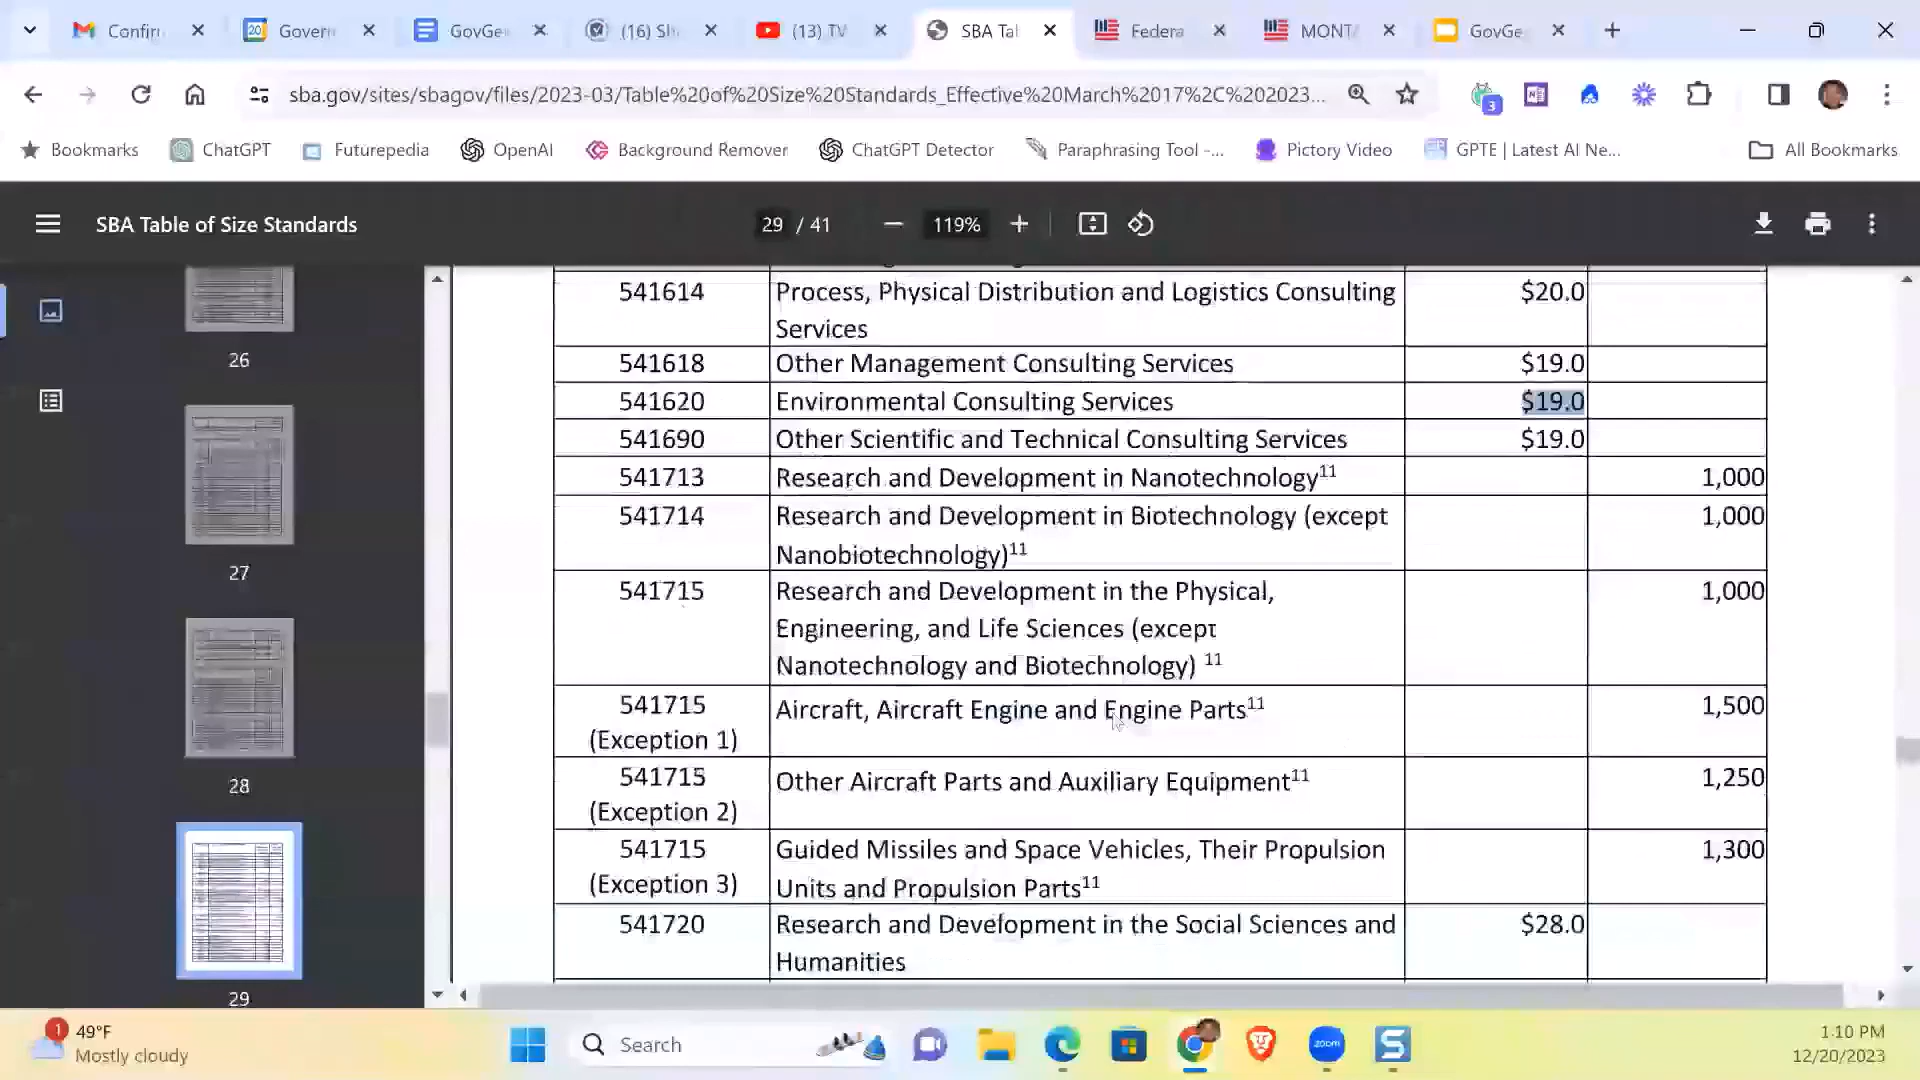 Confirm
20
Govern
GovGe
(16) Sh
(13) TV
SBA Tal
Federa
MONTA
GovGe
sba.gov/sites/sbagov/files/2023-03/Table%20of%20Size%20Standards_Effective%20March%2017%2C%202023...
3
Bookmarks
ChatGPT
Futurepedia
OpenAI
Background Remover
ChatGPT Detector
Paraphrasing Tool -...
Pictory Video
GPTE | Latest AI Ne...
All Bookmarks
SBA Table of Size Standards
29 / 41
119%
26
27
28
29
541614 Process, Physical Distribution and Logistics Consulting $20.0
Services
541618 Other Management Consulting Services $19.0
541620 Environmental Consulting Services $19.0
541690 Other Scientific and Technical Consulting Services $19.0
541713 Research and Development in Nanotechnology11 1,000
541714 Research and Development in Biotechnology (except 1,000
Nanobiotechnology)11
541715 Research and Development in the Physical, 1,000
Engineering, and Life Sciences (except
Nanotechnology and Biotechnology) 11
541715 Aircraft, Aircraft Engine and Engine Parts11 1,500
(Exception 1)
541715 Other Aircraft Parts and Auxiliary Equipment11 1,250
(Exception 2)
541715 Guided Missiles and Space Vehicles, Their Propulsion 1,300
(Exception 3) Units and Propulsion Parts11
541720 Research and Development in the Social Sciences and $28.0
Humanities
1
49°F
Mostly cloudy
Search
zoom
S
1:10 PM
12/20/2023